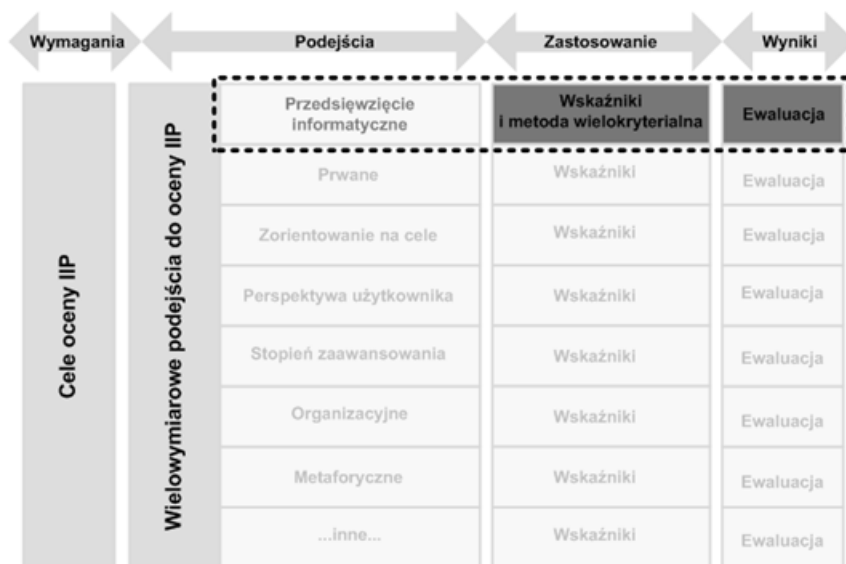 Wymagania
Podejścia
Zastosowanie
Wyniki
Cele oceny IIP
Wielowymiarowe podejścia do oceny IIP
Przedsięwzięcie
informatyczne
Wskaźniki
i metoda wielokryterialna
Ewaluacja
Prwane
Wskaźniki
Ewaluacja
Zorientowanie na cele
Wskaźniki
Ewaluacja
Perspektywa użytkownika
Wskaźniki
Ewaluacja
Stopień zaawansowania
Wskaźniki
Ewaluacja
Organizacyjne
Wskaźniki
Ewaluacja
Metaforyczne
Wskaźniki
Ewaluacja
...inne...
Wskaźniki
Ewaluacja